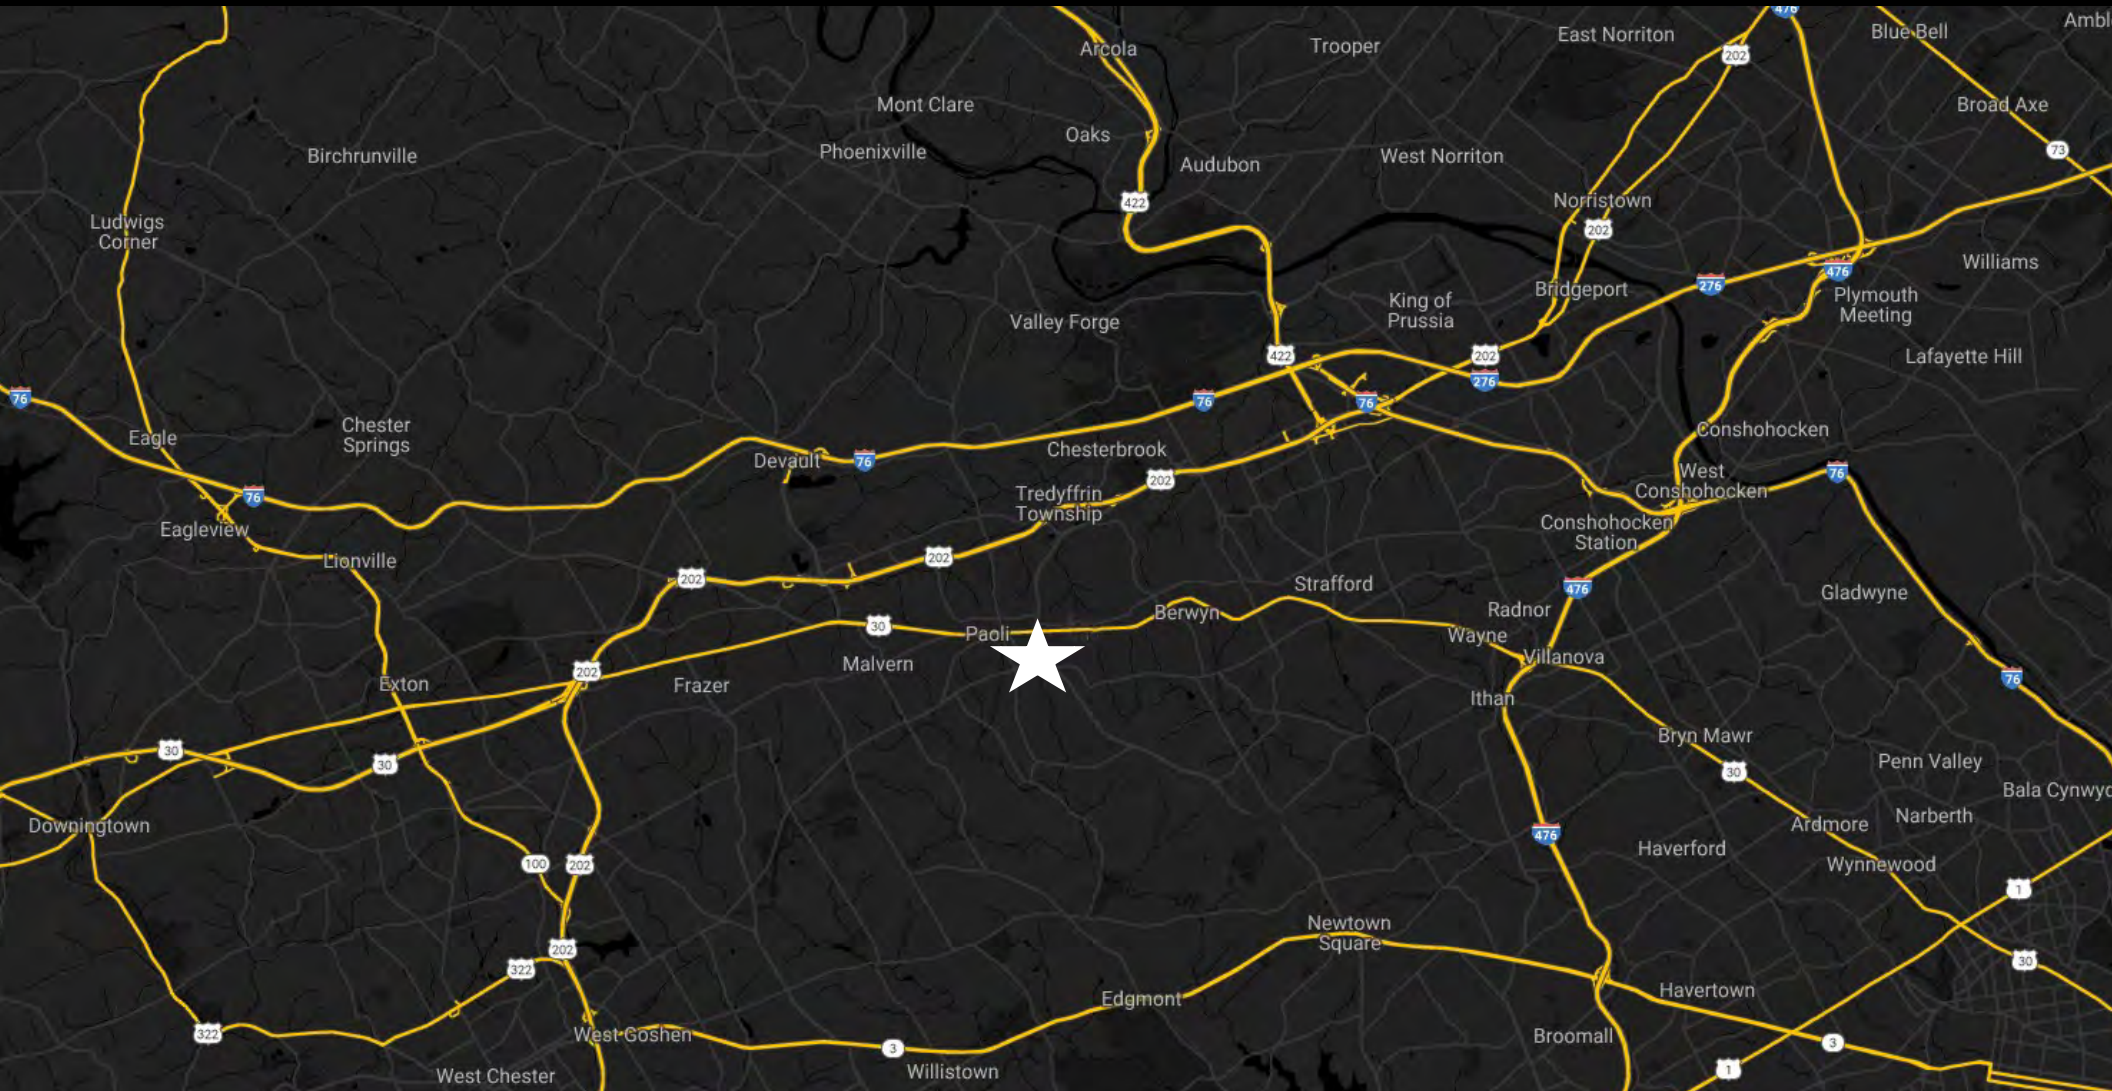 476
Ambl
East Norriton
Blue Bell
Arcola
Trooper
202
Mont Clare
Broad Axe
Oaks
73
Phoenixville
Birchrunville
West Norriton
Audubon
422
Norristown
Ludwigs
Corner
202
Williams
476
276
Bridgeport
Plymouth
Meeting
King of
Prussia
Valley Forge
422
202
Lafayette Hill
276
76
76
76
Chester
Springs
Eagle
Conshohocken
Chesterbrook
Devault
76
West
Conshohocken
76
202
76
Tredyffrin
Township
Eagleview
Conshohocken
Station
Lionville
202
202
Strafford
476
Gladwyne
Berwyn
Radnor
30
Paoli
Wayne
Malvern
Villanova
202
76
Exton
Frazer
Ithan
Bryn Mawr
30
30
30
Penn Valley
Bala Cynwyd
Downingtown
Narberth
Ardmore
476
Haverford
100
202
Wynnewood
1
Newtown
Square
202
322
30
Edgmont
Havertown
322
West Goshen
Broomall
3
3
Willistown
1
West Chester